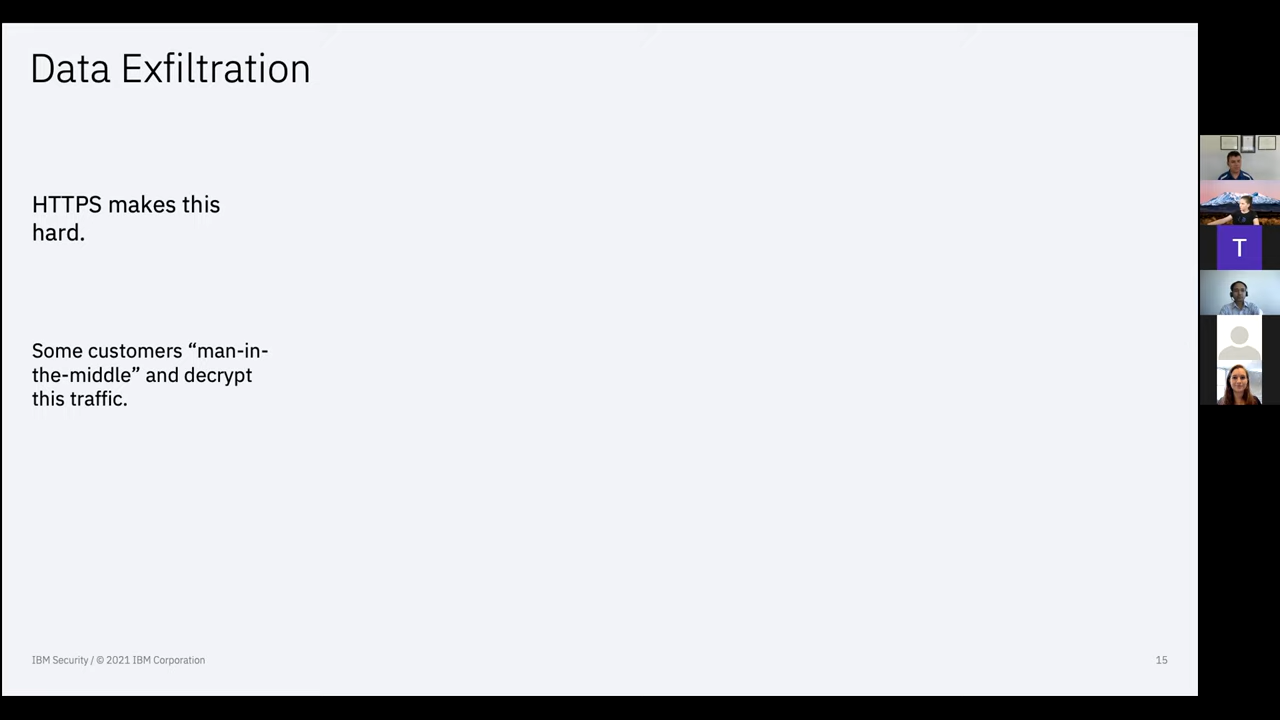 Data Exfiltration
HTTPS makes this
hard.
Some customers “man-in-
the-middle” and decrypt
this traffic.
T
IBM Security / © 2021 IBM Corporation
15